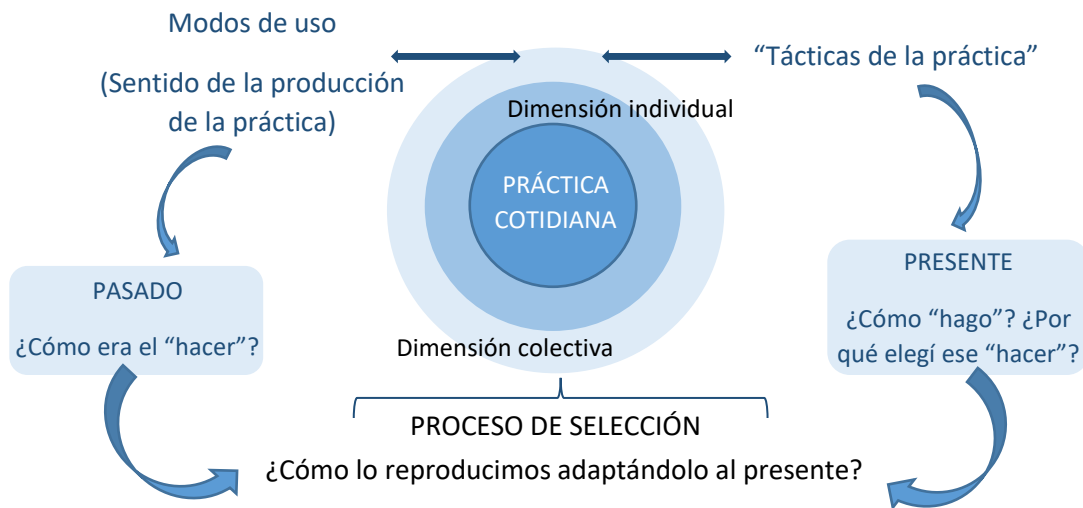 Modos de uso
(Sentido de la producción
de la práctica)
“Tácticas de la práctica”
Dimensión individual
PRÁCTICA
COTIDIANA
Dimensión colectiva
PASADO
¿Cómo era el “hacer”?
PRESENTE
¿Cómo “hago”? ¿Por
qué elegí ese “hacer”?
PROCESO DE SELECCIÓN
¿Cómo lo reproducimos adaptándolo al presente?